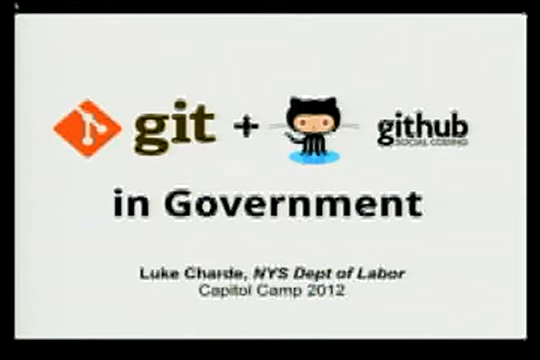 git + github
SOCIAL CODING
in Government
Luke Charde, NYS Dept of Labor
Capitol Camp 2012